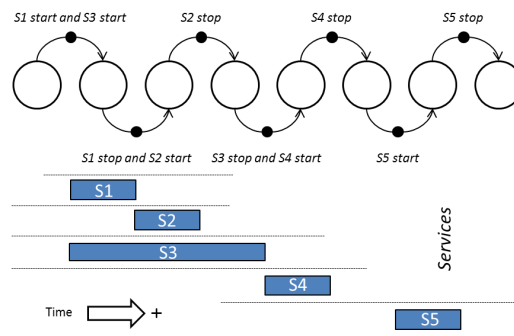 S1 start and S3 start
S2 stop
S4 stop
S5 stop
S1 stop and S2 start
S3 stop and S4 start
S5 start
S1
S2
S3
S4
S5
Services
Time
+